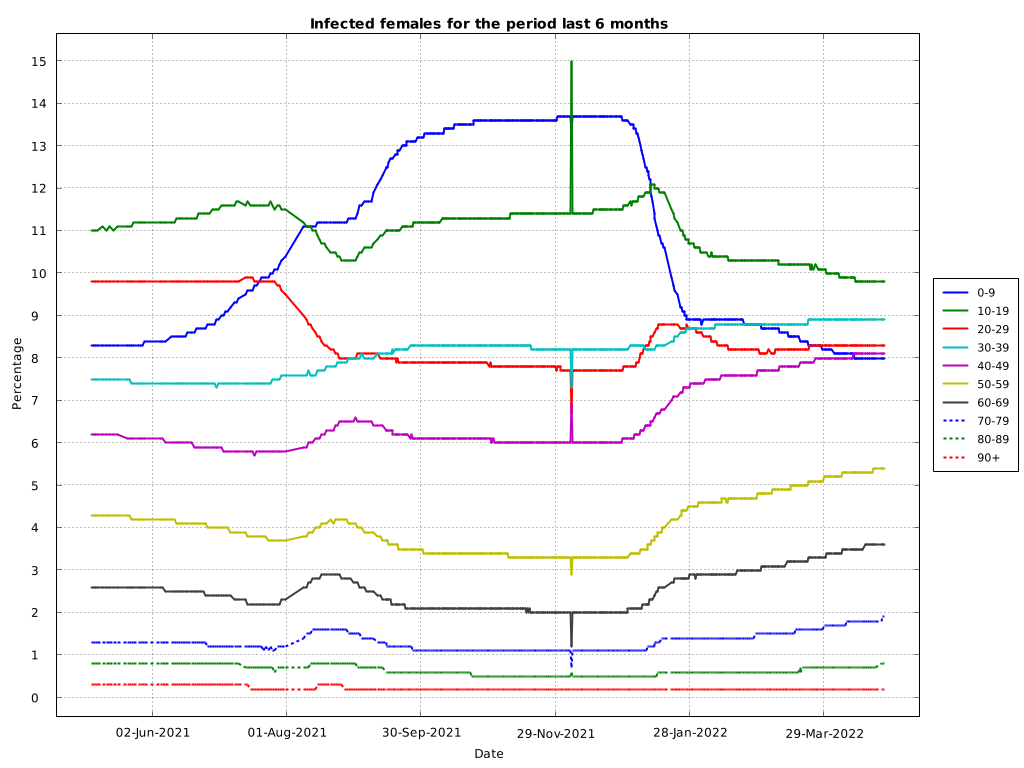 Infected females for the period last 6 months
15
14
13
12
11
10
9
8
7
6
5
4
3
2
1
0
Percentage
02-Jun-2021
01-Aug-2021
30-Sep-2021
29-Nov-2021
28-Jan-2022
29-Mar-2022
Date
0-9
10-19
20-29
30-39
40-49
50-59
60-69
70-79
80-89
90+